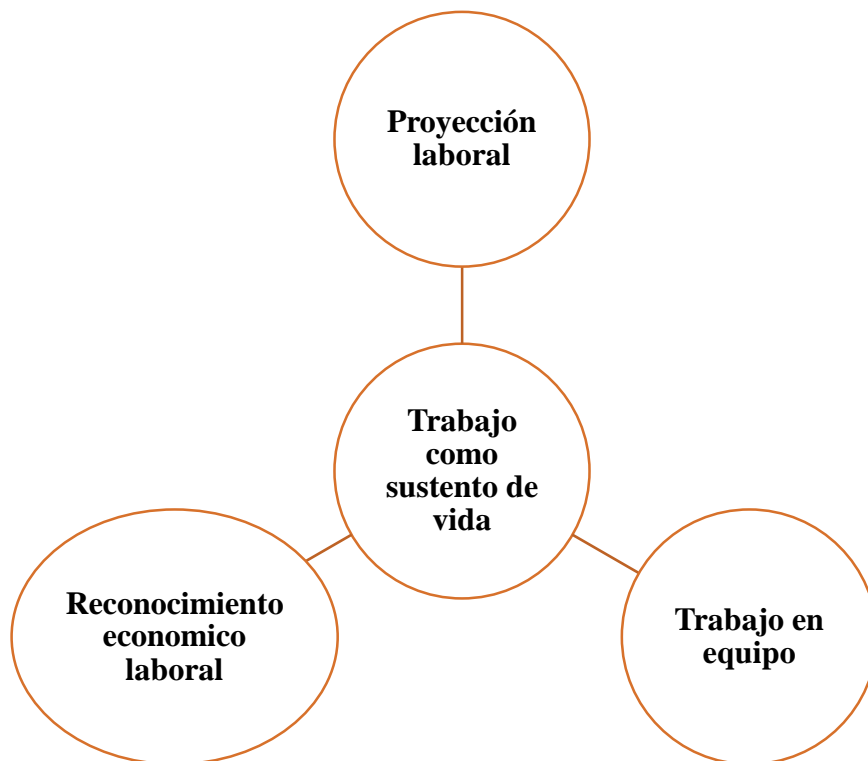 Proyección
laboral
Trabajo
como
sustento de
vida
Reconocimiento
economico
laboral
Trabajo en
equipo